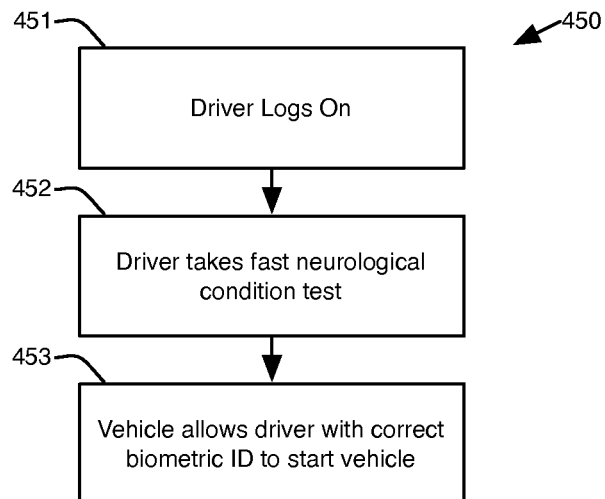 450
451
Driver Logs On
452
Driver takes fast neurological
condition test
453
Vehicle allows driver with correct
biometric ID to start vehicle